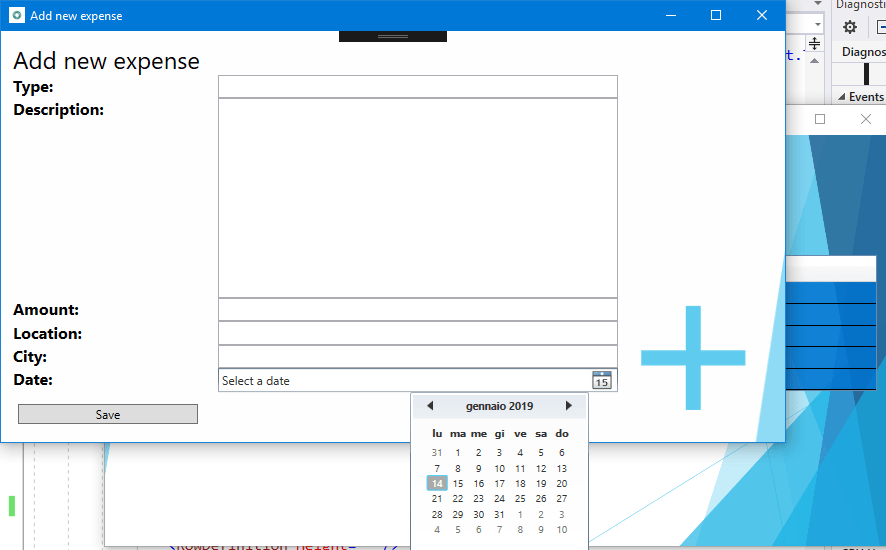 Add new expense
Diagnosti
Add new expense
Diagnos
Type:
Description:
Events
Amount:
Location:
City:
Date:
Select a date
15
Save
gennaio 2019
lu ma me gi ve sa do
31 1 2 3 4 5 6
7 8 9 10 11 12 13
14 15 16 17 18 19 20
21 22 23 24 25 26 27
28 29 30 31 1 2 3
4 5 6 7 8 9 10
<RowDefinition Height=